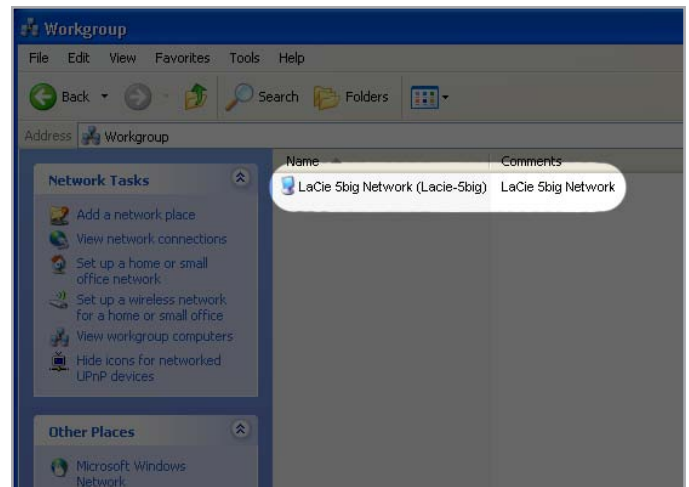 Workgroup
File Edit View Favorites Tools Help
Back Search Folders
Address Workgroup
Name Comments
LaCie 5big Network (Lacie-5big) LaCie 5big Network
Network Tasks
Add a network place
View network connections
Set up a home or small
office network
Set up a wireless network
for a home or small office
View workgroup computers
Hide icons for networked
UPnP devices
Other Places
Microsoft Windows
Network